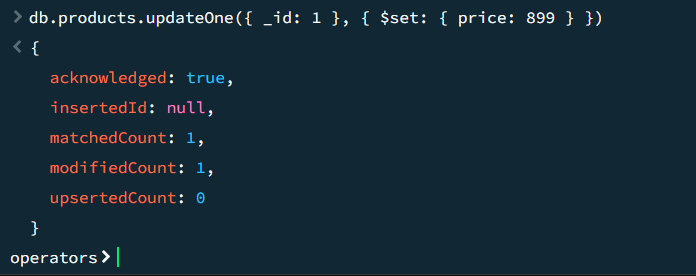 > db.products.updateOne({ _id: 1 }, { $set: { price: 899 } })
< {
acknowledged: true,
insertedId: null,
matchedCount: 1,
modifiedCount: 1,
upsertedCount: 0
}
operators>